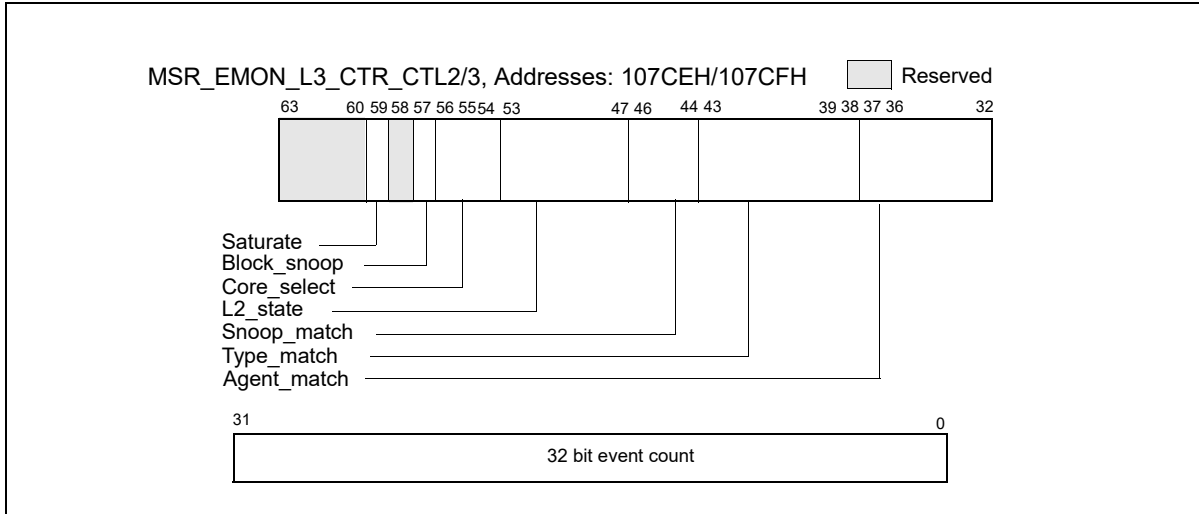 MSR_EMON_L3_CTR_CTL2/3, Addresses: 107CEH/107CFH Reserved
63 60 59 58 57 56 55 54 53 47 46 44 43 39 38 37 36 32
Saturate
Block_snoop
Core_select
L2_state
Snoop_match
Type_match
Agent_match
31 0
32 bit event count